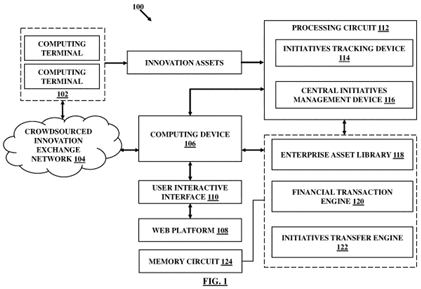 100
COMPUTING
TERMINAL
COMPUTING
TERMINAL
102
INNOVATION ASSETS
PROCESSING CIRCUIT 112
INITIATIVES TRACKING DEVICE
114
CENTRAL INITIATIVES
MANAGEMENT DEVICE 116
CROWDSOURCED
INNOVATION
EXCHANGE
NETWORK 104
COMPUTING DEVICE
106
USER INTERACTIVE
INTERFACE 110
WEB PLATFORM 108
MEMORY CIRCUIT 124
ENTERPRISE ASSET LIBRARY 118
FINANCIAL TRANSACTION
ENGINE 120
INITIATIVES TRANSFER ENGINE
122
FIG. 1